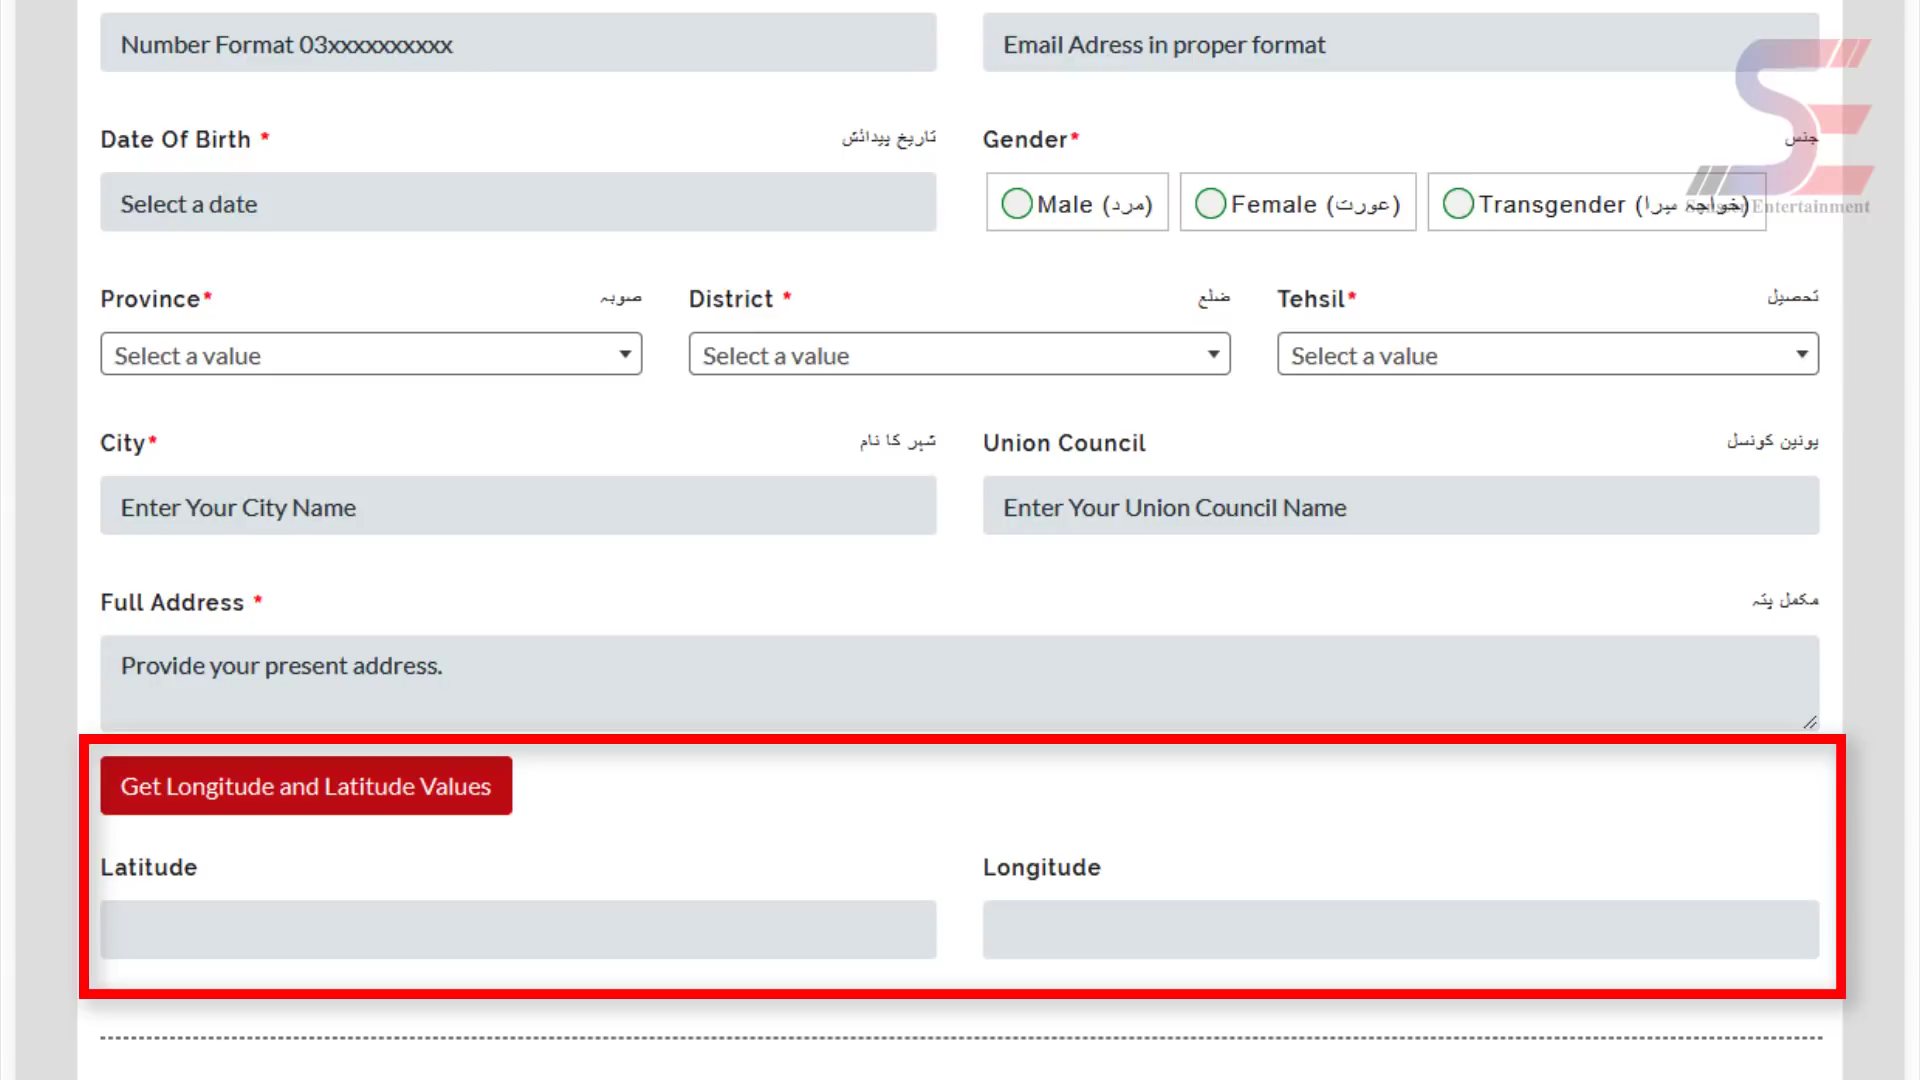 Number Format 03xxxxxxxxxx Email Adress in proper format
Date Of Birth * تاریخ پیدائش Gender* جنس
Select a date Male (مرد) Female (عورت) Transgender (خواجہ سرا)
Entertainment
Province* صوبہ District * ضلع Tehsil* تحصیل
Select a value Select a value Select a value
City* شہر کا نام Union Council یونین کونسل
Enter Your City Name Enter Your Union Council Name
Full Address * مکمل پتہ
Provide your present address.
Get Longitude and Latitude Values
Latitude Longitude